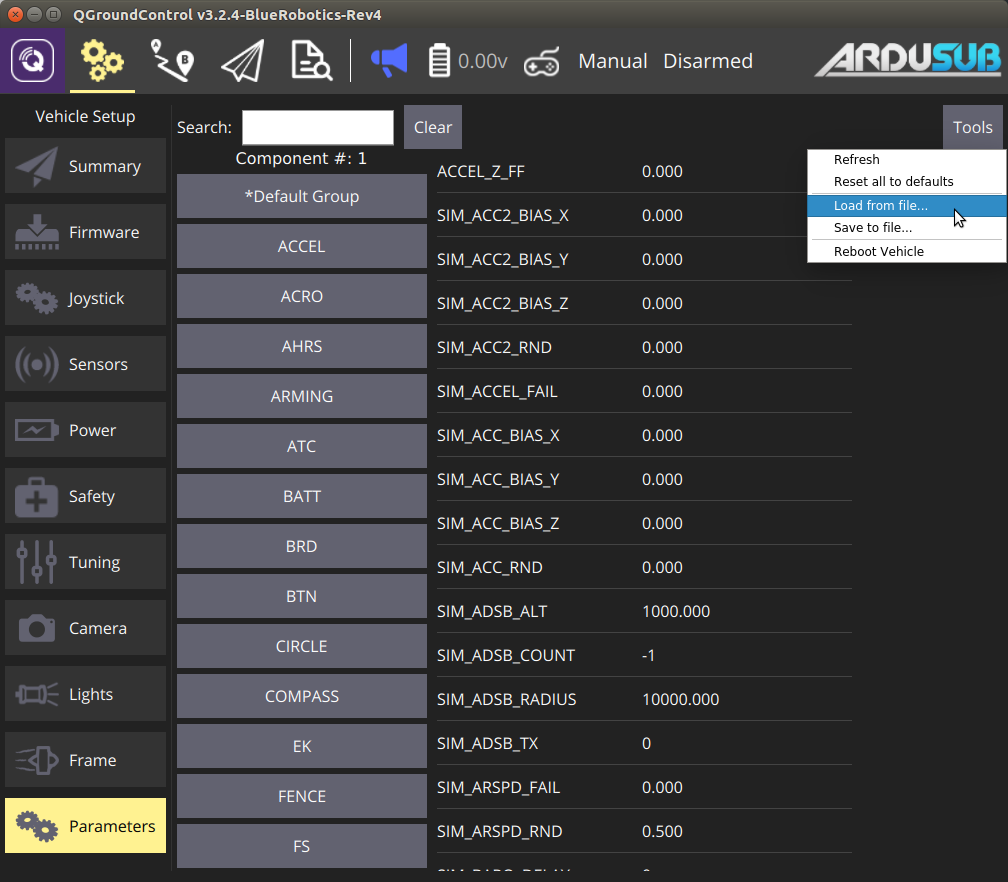 QGroundControl v3.2.4-BlueRobotics-Rev4
B
0.00v
Manual
Disarmed
ARDUSUB
Vehicle Setup
Summary
Firmware
Joystick
Sensors
Power
Safety
Tuning
Camera
Lights
Frame
Parameters
Search:
Clear
Tools
Component #: 1
*Default Group
ACCEL
ACRO
AHRS
ARMING
ATC
BATT
BRD
BTN
CIRCLE
COMPASS
EK
FENCE
FS
ACCEL_Z_FF 0.000
SIM_ACC2_BIAS_X 0.000
SIM_ACC2_BIAS_Y 0.000
SIM_ACC2_BIAS_Z 0.000
SIM_ACC2_RND 0.000
SIM_ACCEL_FAIL 0.000
SIM_ACC_BIAS_X 0.000
SIM_ACC_BIAS_Y 0.000
SIM_ACC_BIAS_Z 0.000
SIM_ACC_RND 0.000
SIM_ADSB_ALT 1000.000
SIM_ADSB_COUNT -1
SIM_ADSB_RADIUS 10000.000
SIM_ADSB_TX 0
SIM_ARSPD_FAIL 0.000
SIM_ARSPD_RND 0.500
Refresh
Reset all to defaults
Load from file...
Save to file...
Reboot Vehicle